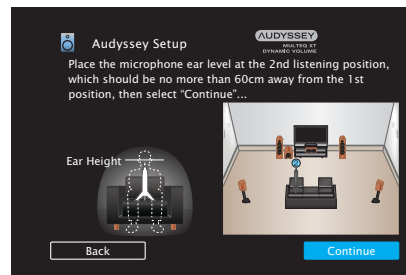 Audyssey Setup
AUDYSSEY
MULTEQ XT
DYNAMIC VOLUME
Place the microphone ear level at the 2nd listening position,
which should be no more than 60cm away from the 1st
position, then select “Continue”...
Ear Height
2
Back
Continue